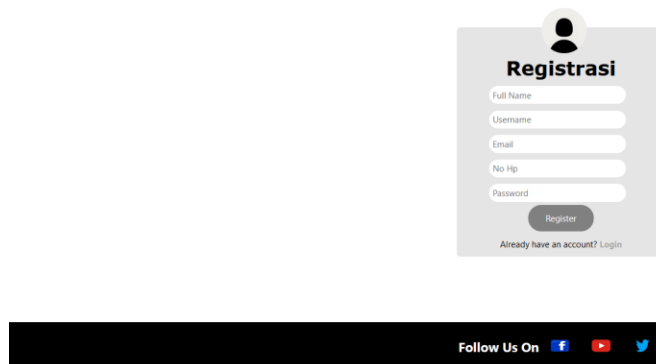 Registrasi
Full Name
Username
Email
No Hp
Password
Register
Already have an account? Login
Follow Us On